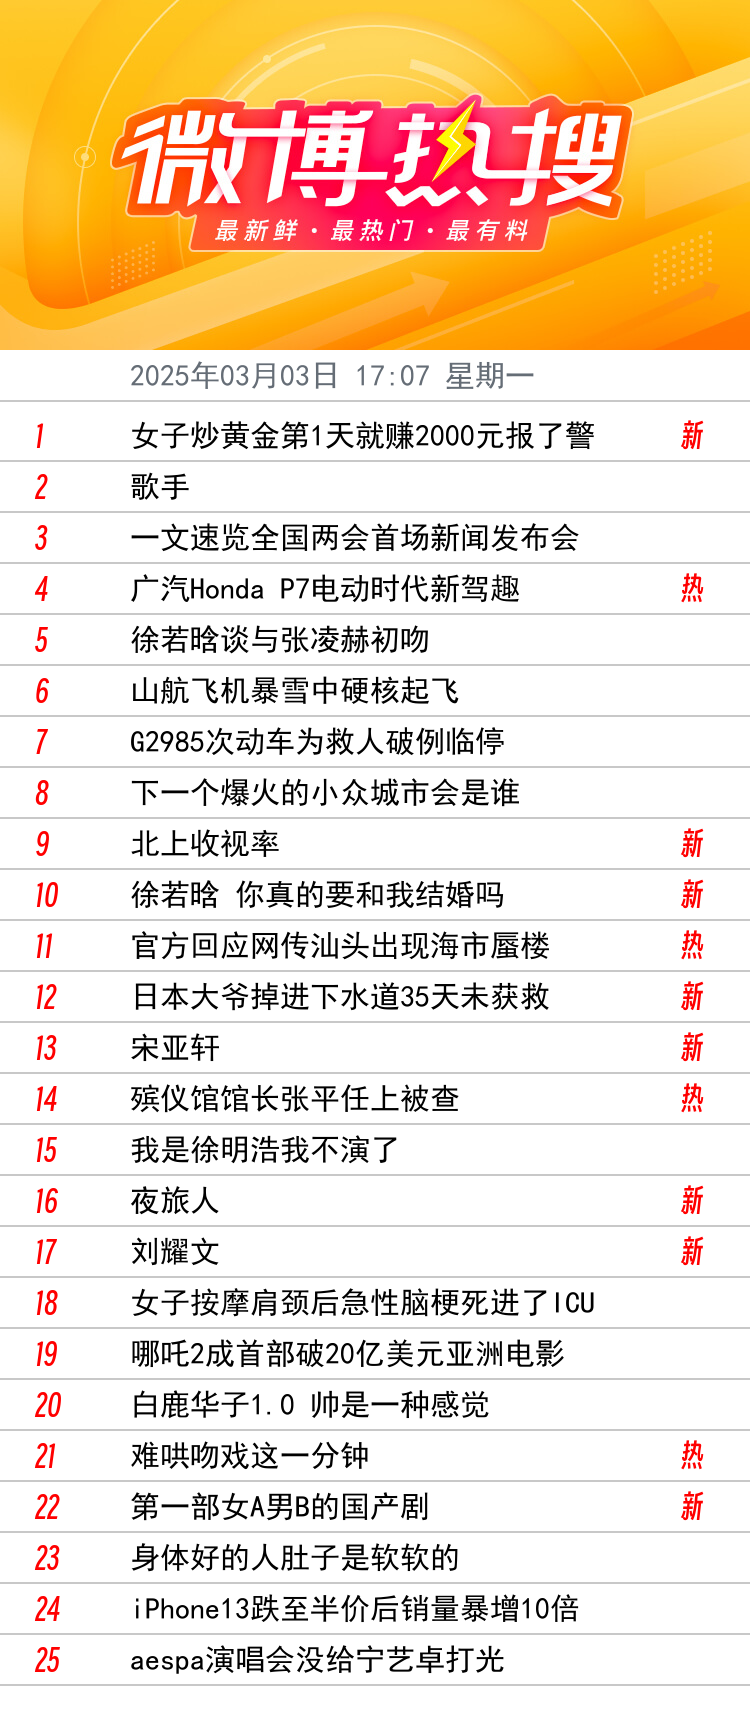 微博热搜
最新鲜·最热门·最有料
2025年03月03日 17:07 星期一
1 女子炒黄金第1天就赚2000元报了警 新
2 歌手
3 一文速览全国两会首场新闻发布会
4 广汽Honda P7电动时代新驾趣 热
5 徐若晗谈与张凌赫初吻
6 山航飞机暴雪中硬核起飞
7 G2985次动车为救人破例临停
8 下一个爆火的小众城市会是谁
9 北上收视率 新
10 徐若晗 你真的要和我结婚吗 新
11 官方回应网传汕头出现海市蜃楼 热
12 日本大爷掉进下水道35天未获救 新
13 宋亚轩 新
14 殡仪馆馆长张平任上被查 热
15 我是徐明浩我不演了
16 夜旅人 新
17 刘耀文 新
18 女子按摩肩颈后急性脑梗死进了ICU
19 哪吒2成首部破20亿美元亚洲电影
20 白鹿华子1.0 帅是一种感觉
21 难哄吻戏这一分钟 热
22 第一部女A男B的国产剧 新
23 身体好的人肚子是软软的
24 iPhone13跌至半价后销量暴增10倍
25 aespa演唱会没给宁艺卓打光